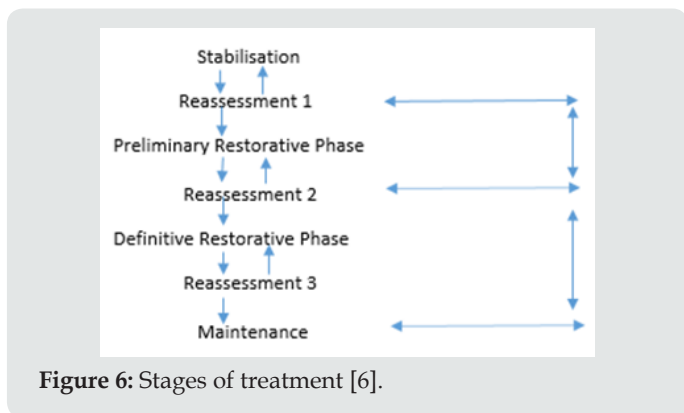 Stabilisation
Reassessment 1
Preliminary Restorative Phase
Reassessment 2
Definitive Restorative Phase
Reassessment 3
Maintenance
Figure 6: Stages of treatment [6].